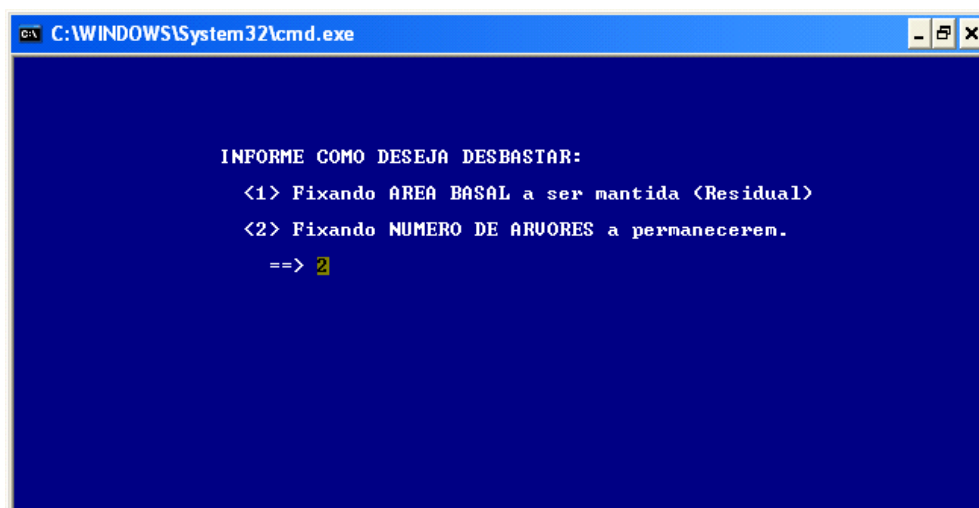 C:\WINDOWS\System32\cmd.exe
INFORME COMO DESEJA DESBASTAR:
<1> Fixando AREA BASAL a ser mantida (Residual)
<2> Fixando NUMERO DE ARVORES a permanecerem.
==> 2